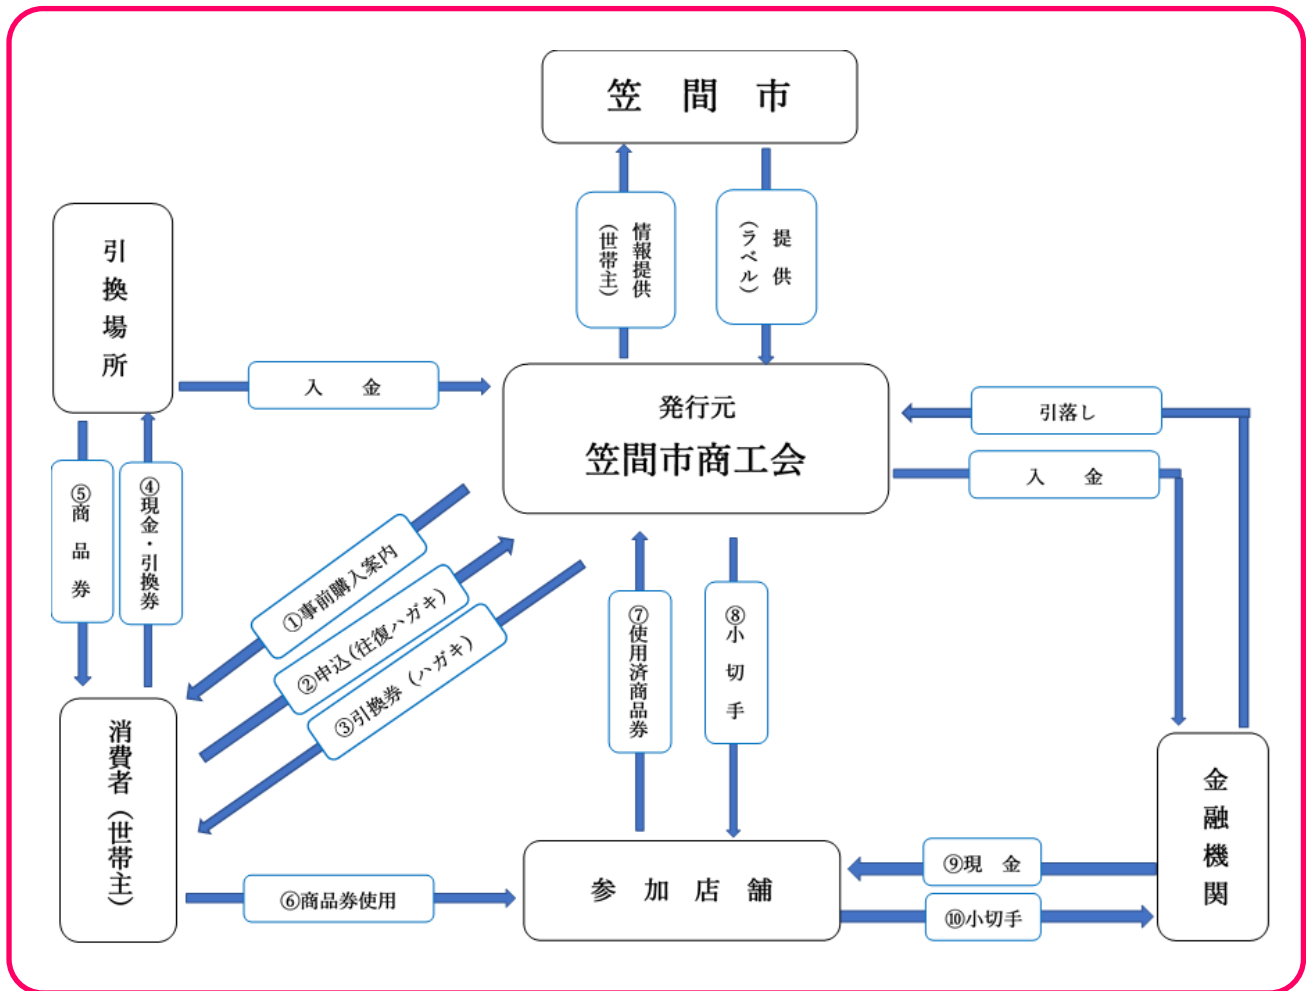 笠　間　市
情報提供
（世帯主）
提　供
（ラベル）
引換場所
入　　金
発行元
笠間市商工会
引落し
入　　金
⑤商　品　券
④現金・引換券
①事前購入案内
②申込（往復ハガキ）
③引換券（ハガキ）
⑦使用済商品券
⑧小　切　手
消費者（世帯主）
⑥商品券使用
参　加　店　舗
⑨現　金
⑩小切手
金融機関